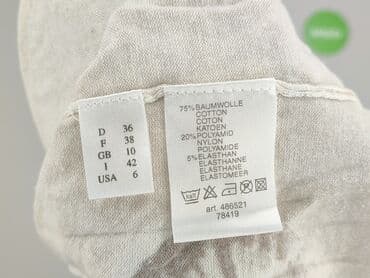 D 36
F 38
GB 10
I 42
USA 6
75% BAUMWOLLE
COTTON
COTON
KATOEN
20% POLYAMID
NYLON
POLYAMIDE
5% ELASTHAN
ELASTHANNE
ELASTHANE
ELASTOMEER
art. 486521
78419